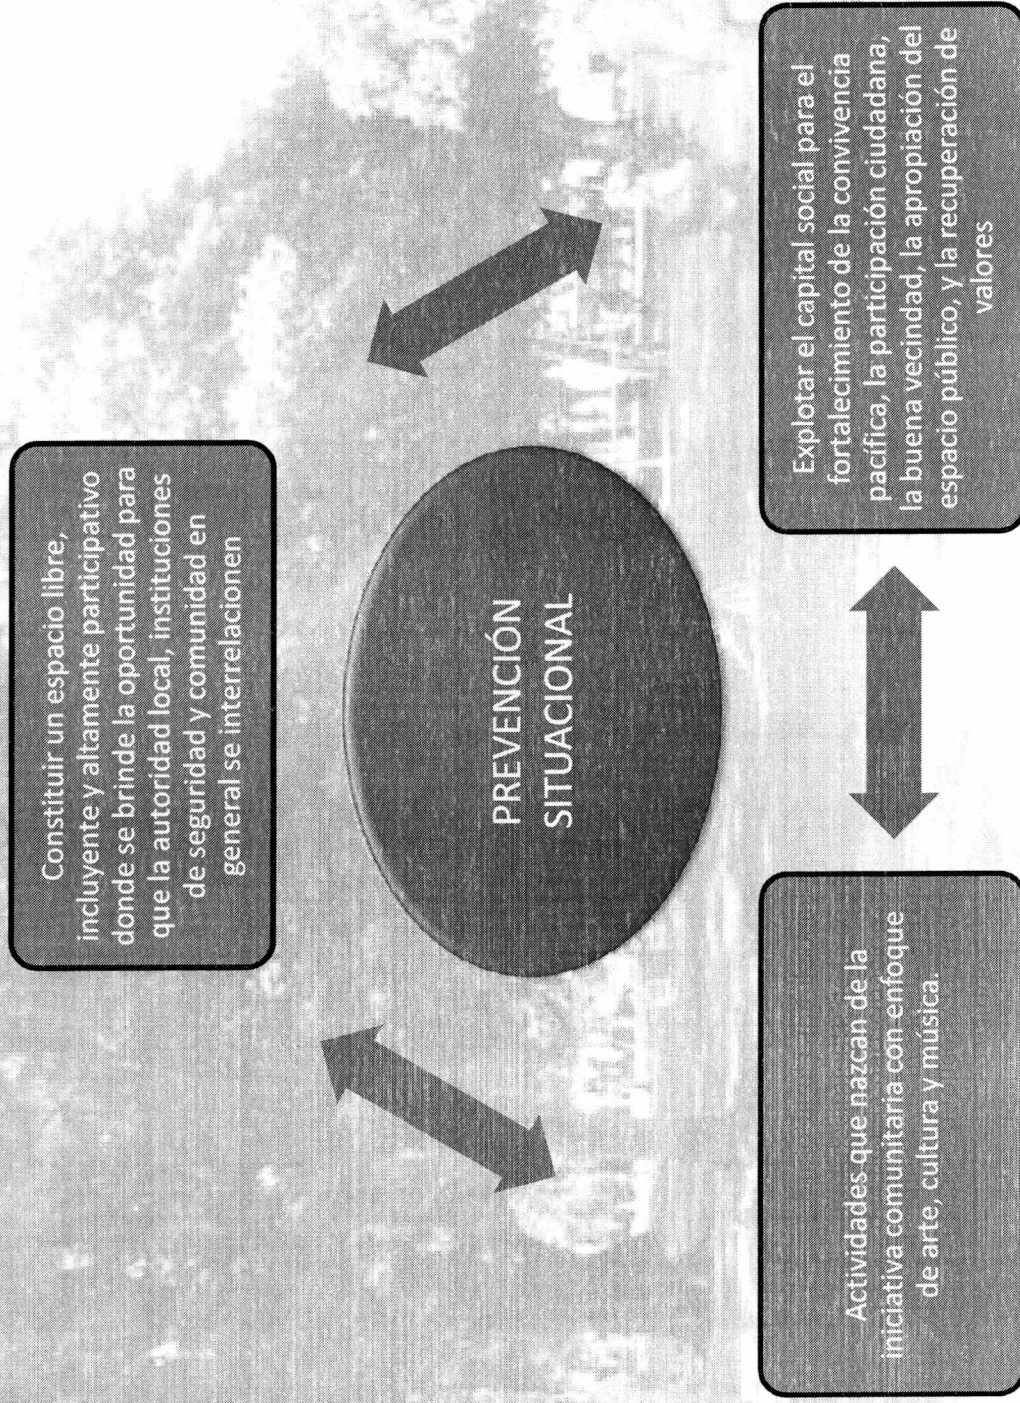 Constituir un espacio libre,
incluyente y altamente participativo
donde se brinde la oportunidad para
que la autoridad local, instituciones
de seguridad y comunidad en
general se interrelacionen
PREVENCIÓN
SITUACIONAL
Actividades que nazcan de la
iniciativa comunitaria con enfoque
de arte, cultura y música.
Explotar el capital social para el
fortalecimiento de la convivencia
pacífica, la participación ciudadana,
la buena vecindad, la apropiación del
espacio público, y la recuperación de
valores